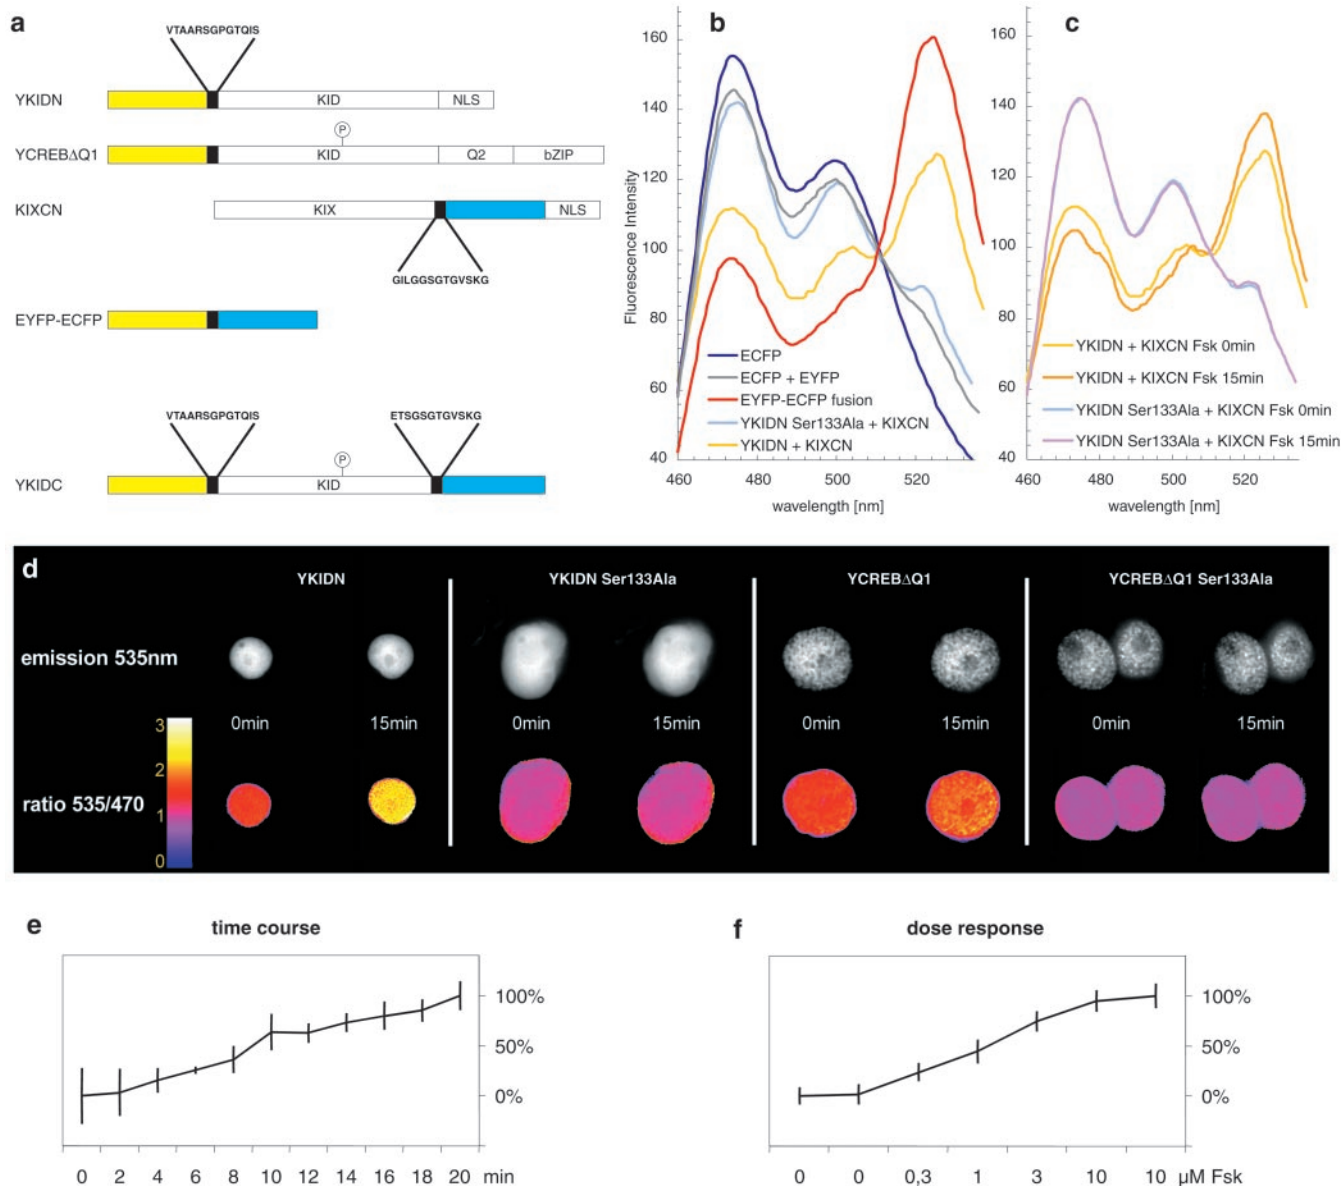 a
VTAARSGPGTQIS
YKIDN
KID
NLS
P
YCREBΔQ1
KID
Q2
bZIP
KIXCN
KIX
NLS
GILGGSGTGVSKG
EYFP-ECFP
VTAARSGPGTQIS
ETSGSGTGVSKG
P
YKIDC
KID
b
Fluorescence Intensity
160
140
120
100
80
60
40
ECFP
ECFP + EYFP
EYFP-ECFP fusion
YKIDN Ser133Ala + KIXCN
YKIDN + KIXCN
460 480 500 520
wavelength [nm]
c
160
140
120
100
80
60
40
YKIDN + KIXCN Fsk 0min
YKIDN + KIXCN Fsk 15min
YKIDN Ser133Ala + KIXCN Fsk 0min
YKIDN Ser133Ala + KIXCN Fsk 15min
460 480 500 520
wavelength [nm]
d
YKIDN
YKIDN Ser133Ala
YCREBΔQ1
YCREBΔQ1 Ser133Ala
emission 535nm
0min 15min 0min 15min 0min 15min 0min 15min
3
2
1
0
ratio 535/470
e
time course
100%
50%
0%
0 2 4 6 8 10 12 14 16 18 20 min
f
dose response
100%
50%
0%
0 0 0,3 1 3 10 10 µM Fsk